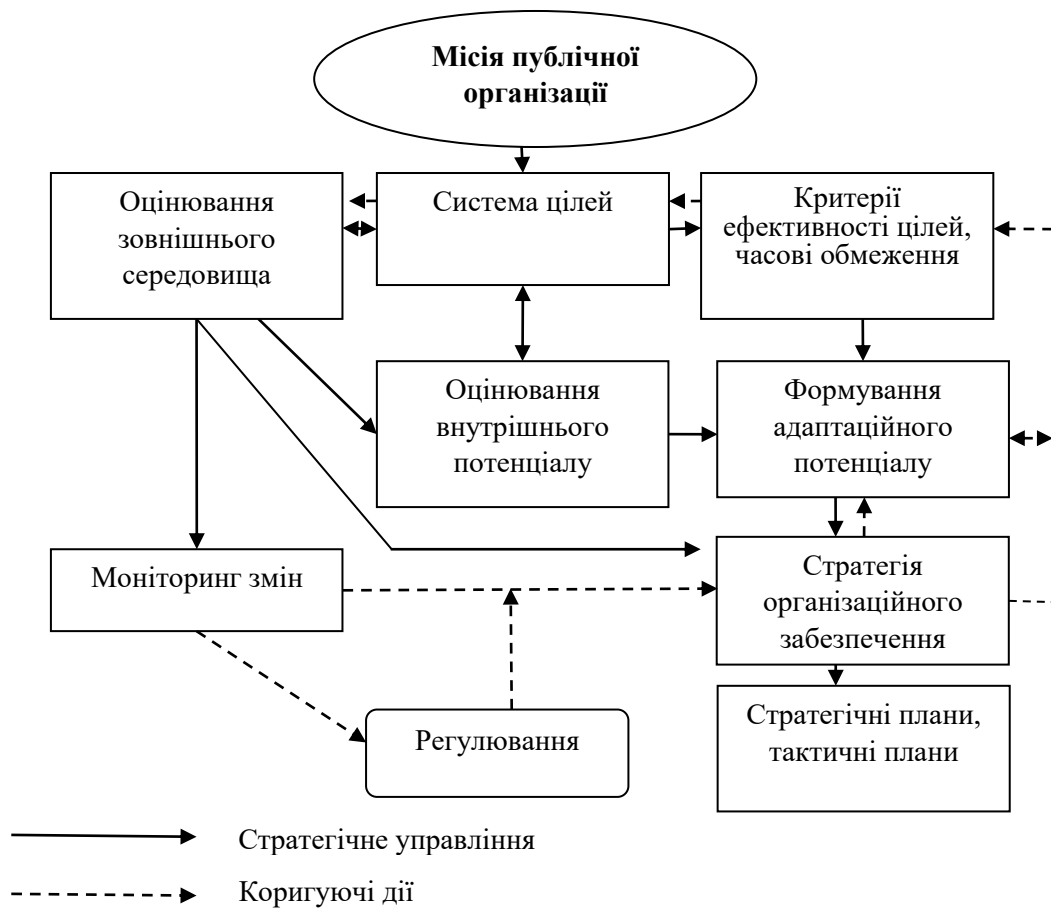 Місія публічної
організації
Оцінювання
зовнішнього
середовища
Система цілей
Критерії
ефективності цілей,
часові обмеження
Оцінювання
внутрішнього
потенціалу
Формування
адаптаційного
потенціалу
Моніторинг змін
Стратегія
організаційного
забезпечення
Регулювання
Стратегічні плани,
тактичні плани
Стратегічне управління
Коригуючі дії